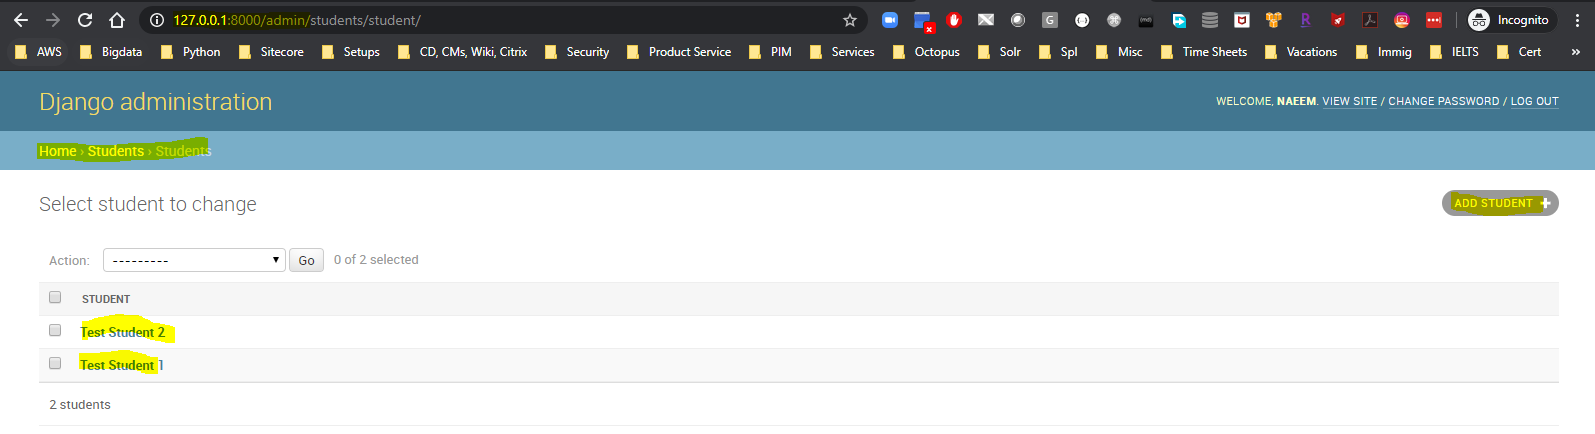 127.0.0.1:8000/admin/students/student/
Incognito
AWS Bigdata Python Sitecore Setups CD, CMs, Wiki, Citrix Security Product Service PIM Services Octopus Solr Spl Misc Time Sheets Vacations Immig IELTS Cert »
Django administration
WELCOME, NAEEM. VIEW SITE / CHANGE PASSWORD / LOG OUT
Home › Students › Students
Select student to change
ADD STUDENT +
Action: --------- Go 0 of 2 selected
STUDENT
Test Student 2
Test Student 1
2 students